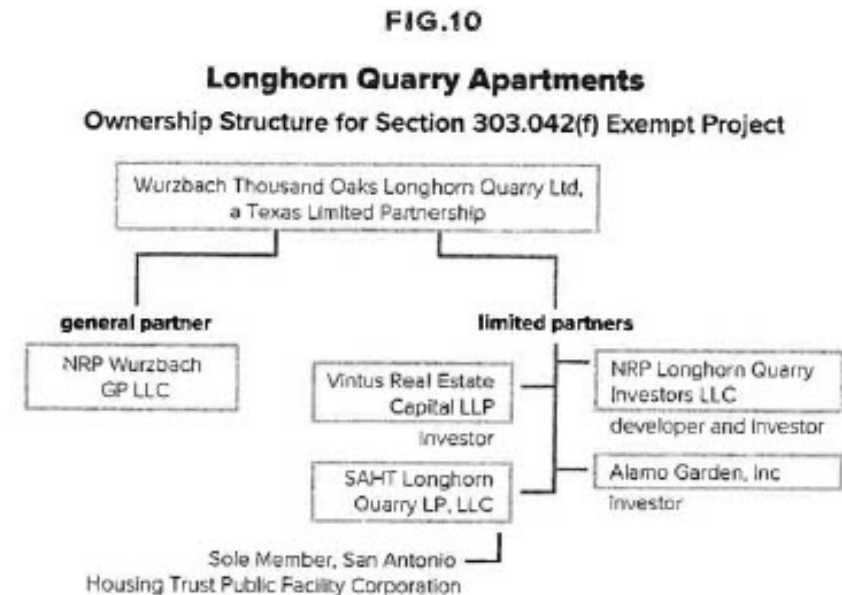 FIG.10
Longhorn Quarry Apartments
Ownership Structure for Section 303.042(f) Exempt Project
Wurzbach Thousand Oaks Longhorn Quarry Ltd,
a Texas Limited Partnership
general partner
NRP Wurzbach
GP LLC
limited partners
Vintus Real Estate
Capital LLP
investor
NRP Longhorn Quarry
Investors LLC
developer and investor
SAHT Longhorn
Quarry LP, LLC
Alamo Garden, Inc
investor
Sole Member, San Antonio
Housing Trust Public Facility Corporation